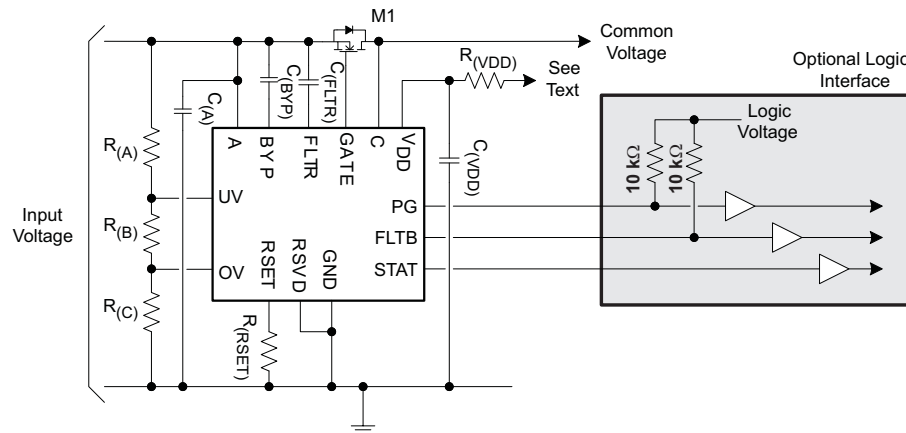 M1
Common
Voltage
R(VDD)
See
Text
Optional Logic
Interface
Logic
Voltage
10 kΩ
10 kΩ
C(A)
C(BYP)
C(FLTR)
C(VDD)
A
BYP
FLTR
GATE
C
VDD
R(A)
UV
PG
Input
Voltage
R(B)
FLTB
OV
RSET
RSVD
GND
STAT
R(C)
R(RSET)